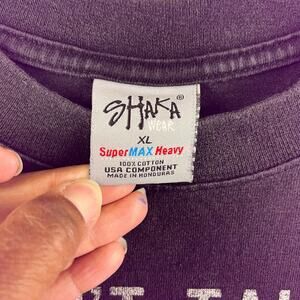 SHAKA®
WEAR
XL
SuperMAX Heavy
100% COTTON
USA COMPONENT
MADE IN HONDURAS